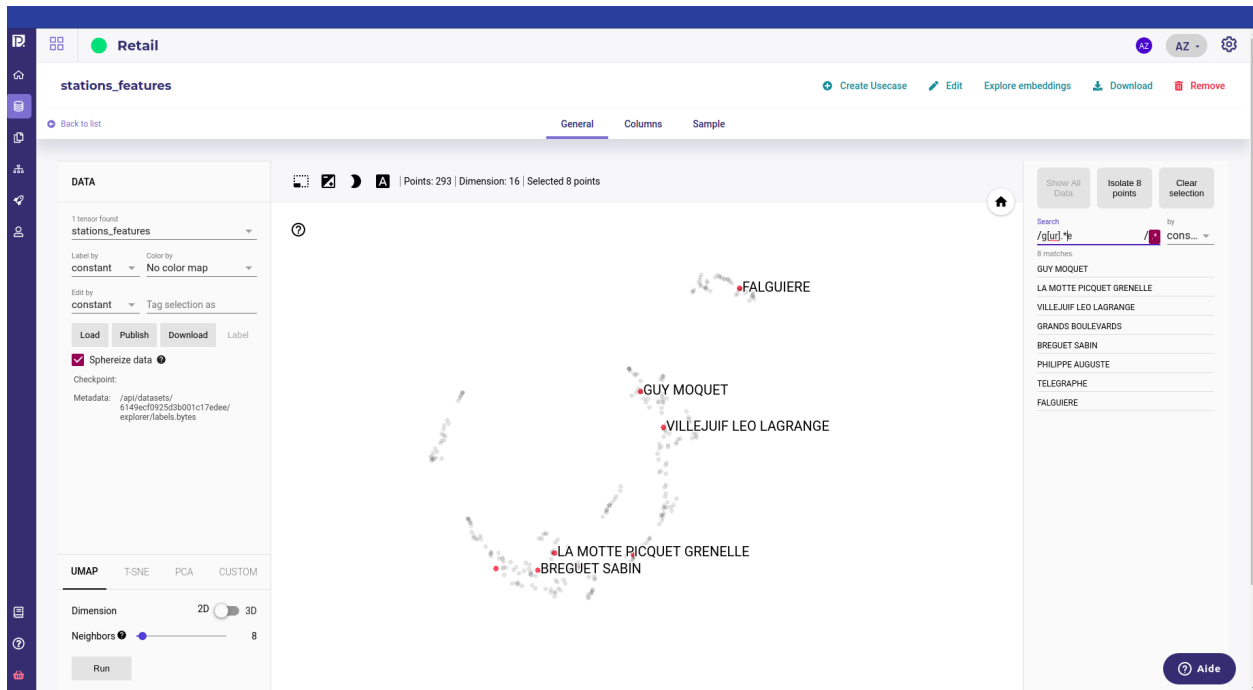 Retail
AZ
AZ
stations_features
Create Usecase
Edit
Explore embeddings
Download
Remove
Back to list
General
Columns
Sample
DATA
1 tensor found
stations_features
Label by
Color by
constant
No color map
Edit by
constant
Tag selection as
Load
Publish
Download
Label
Sphereize data
Checkpoint:
Metadata:
/api/datasets/
6149ecf0925d3b001c17edee/
explorer/labels.bytes
UMAP
T-SNE
PCA
CUSTOM
Dimension
2D
3D
Neighbors
8
Run
A
| Points: 293 | Dimension: 16 | Selected 8 points
FALGUIERE
GUY MOQUET
VILLEJUIF LEO LAGRANGE
LA MOTTE PICQUET GRENELLE
BREGUET SABIN
Show All
Data
Isolate 8
points
Clear
selection
Search
by
/g[ur].*e
/
.*
cons...
8 matches.
GUY MOQUET
LA MOTTE PICQUET GRENELLE
VILLEJUIF LEO LAGRANGE
GRANDS BOULEVARDS
BREGUET SABIN
PHILIPPE AUGUSTE
TELEGRAPHE
FALGUIERE
Aide